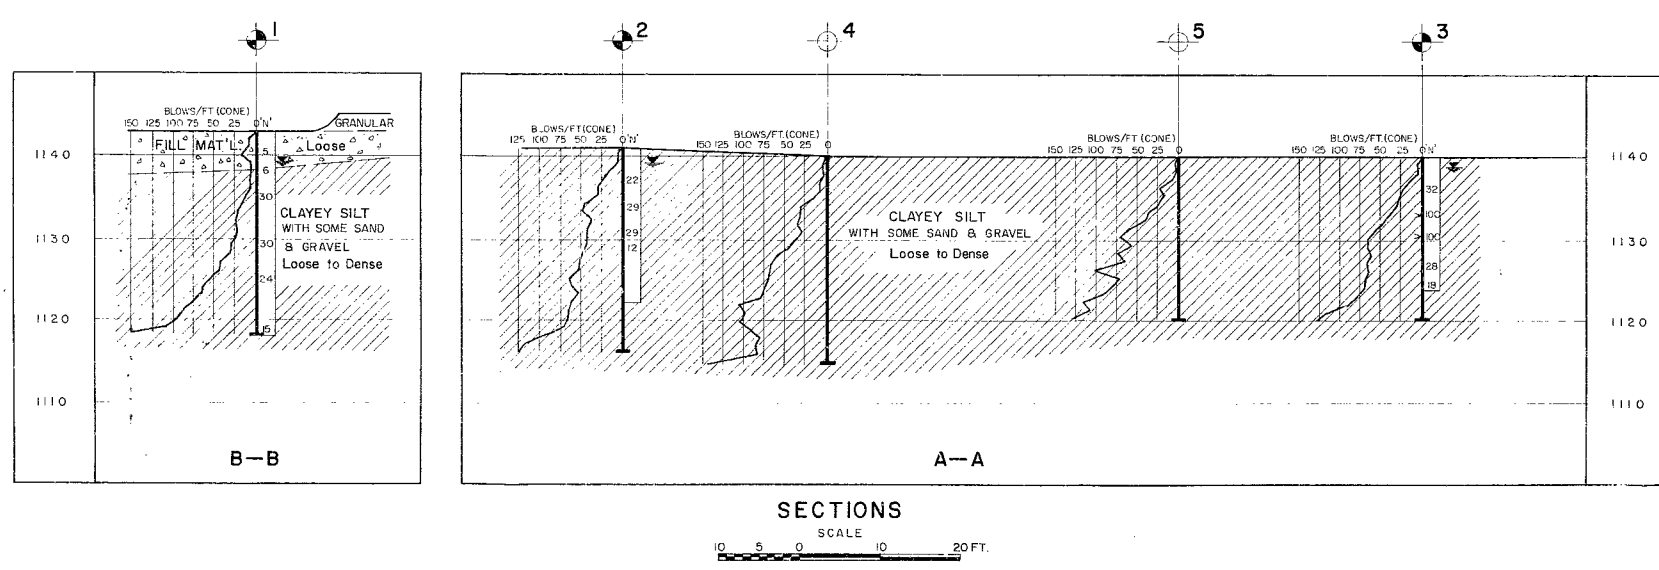 1
2
4
5
3
BLOWS/FT.(CONE)
150 125 100 75 50 25 0 'N'
GRANULAR
FILL MAT'L.
Loose
5
6
30
30
24
15
CLAYEY SILT
WITH SOME SAND
& GRAVEL
Loose to Dense
1140
1130
1120
1110
B—B
BLOWS/FT.(CONE)
125 100 75 50 25 0 'N'
22
29
29
12
BLOWS/FT.(CONE)
150 125 100 75 50 25 0
CLAYEY SILT
WITH SOME SAND & GRAVEL
Loose to Dense
BLOWS/FT.(CONE)
150 125 100 75 50 25 0
BLOWS/FT.(CONE)
150 125 100 75 50 25 0 'N'
32
100
100
28
18
1140
1130
1120
1110
A—A
SECTIONS
SCALE
10 5 0 10 20 FT.